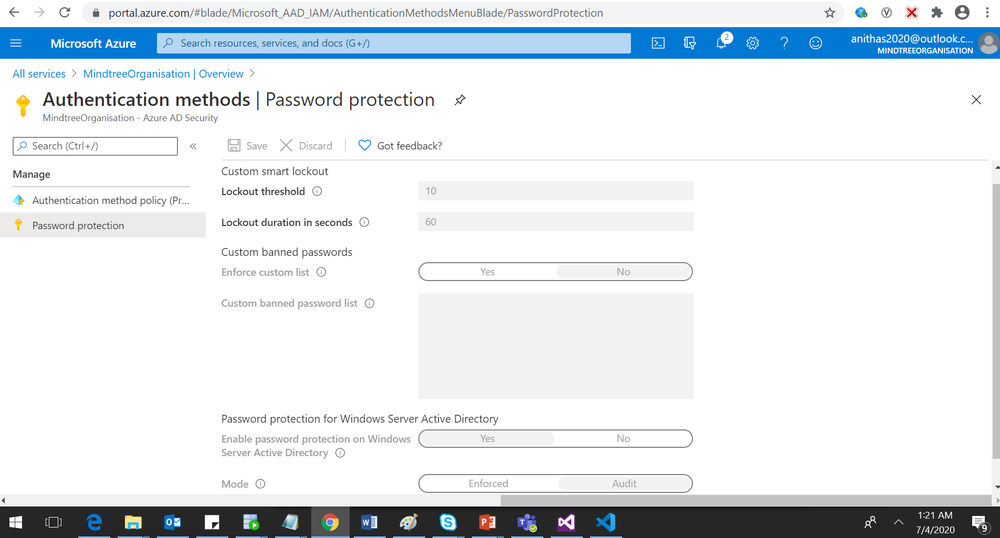 portal.azure.com/#blade/Microsoft_AAD_IAM/AuthenticationMethodsMenuBlade/PasswordProtection
Microsoft Azure
Search resources, services, and docs (G+/)
2
anithas2020@outlook.c...
MINDTREEORGANISATION
All services > MindtreeOrganisation | Overview >
Authentication methods | Password protection
MindtreeOrganisation - Azure AD Security
Search (Ctrl+/)
«
Save
Discard
Got feedback?
Manage
Authentication method policy (Pr...
Password protection
Custom smart lockout
Lockout threshold
10
Lockout duration in seconds
60
Custom banned passwords
Enforce custom list
Yes
No
Custom banned password list
Password protection for Windows Server Active Directory
Enable password protection on Windows
Server Active Directory
Yes
No
Mode
Enforced
Audit
1:21 AM
7/4/2020
9